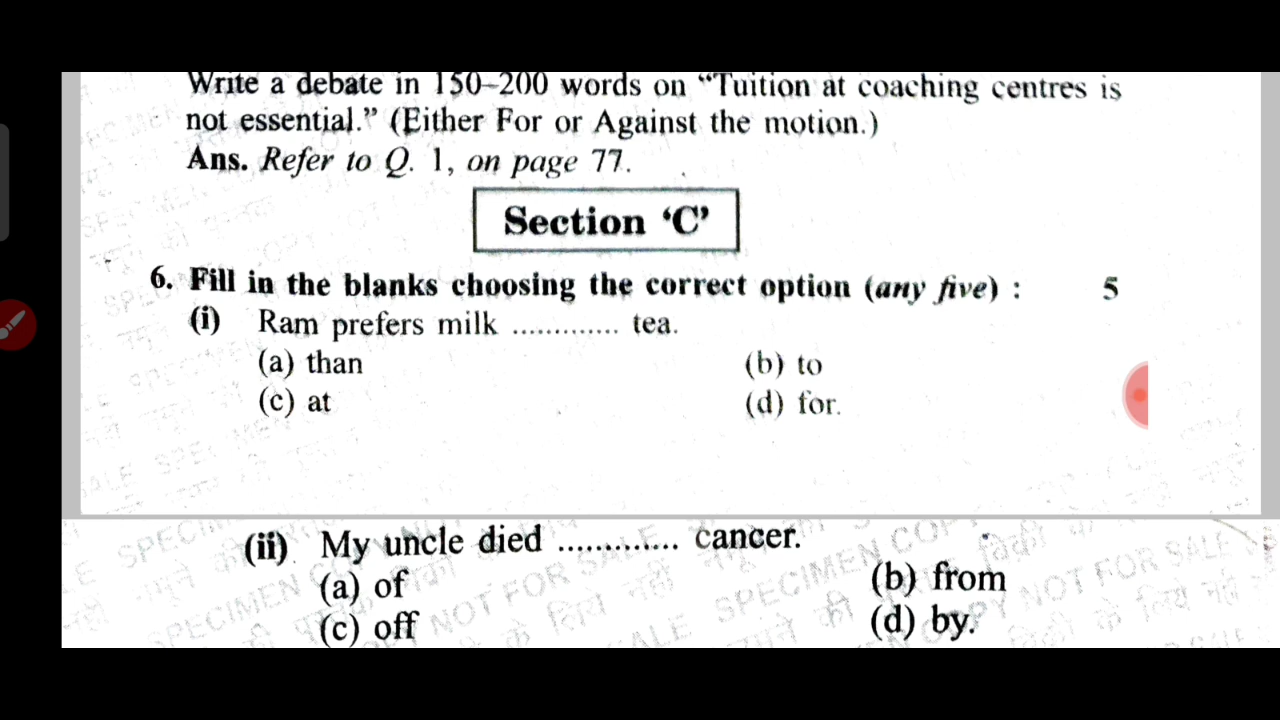 Write a debate in 150–200 words on “Tuition at coaching centres is
not essential.” (Either For or Against the motion.)
Ans. Refer to Q. 1, on page 77.
Section ‘C’
6. Fill in the blanks choosing the correct option (any five) : 5
(i) Ram prefers milk ............. tea.
(a) than (b) to
(c) at (d) for.
(ii) My uncle died ............. cancer.
(a) of (b) from
(c) off (d) by.